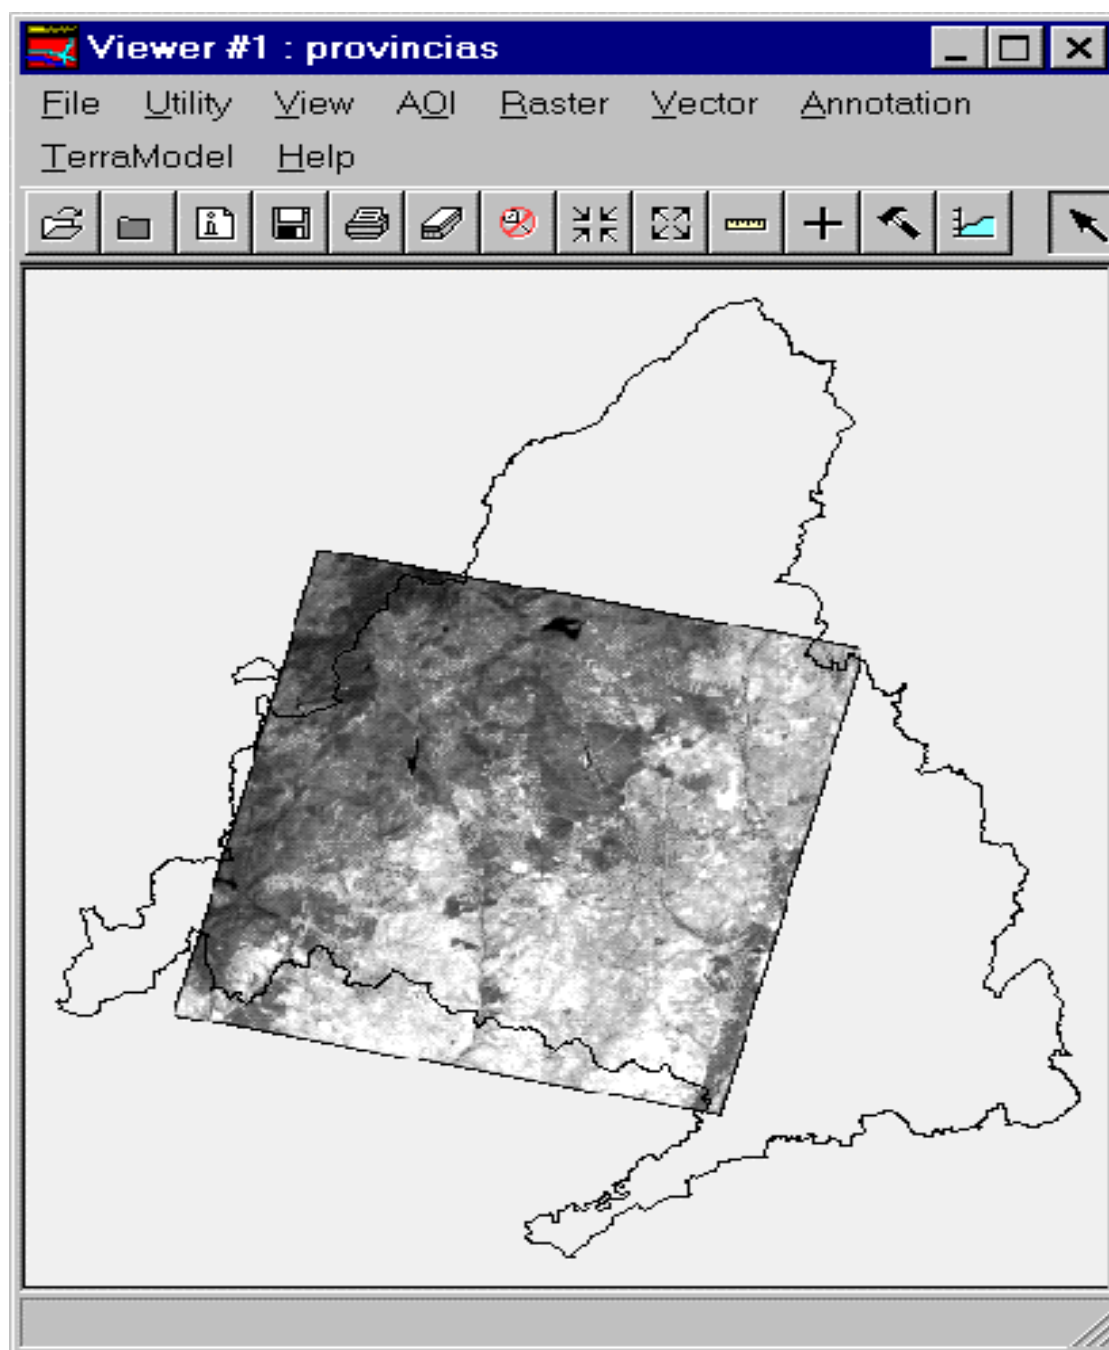 Viewer #1 : provincias
File Utility View AOI Raster Vector Annotation
TerraModel Help